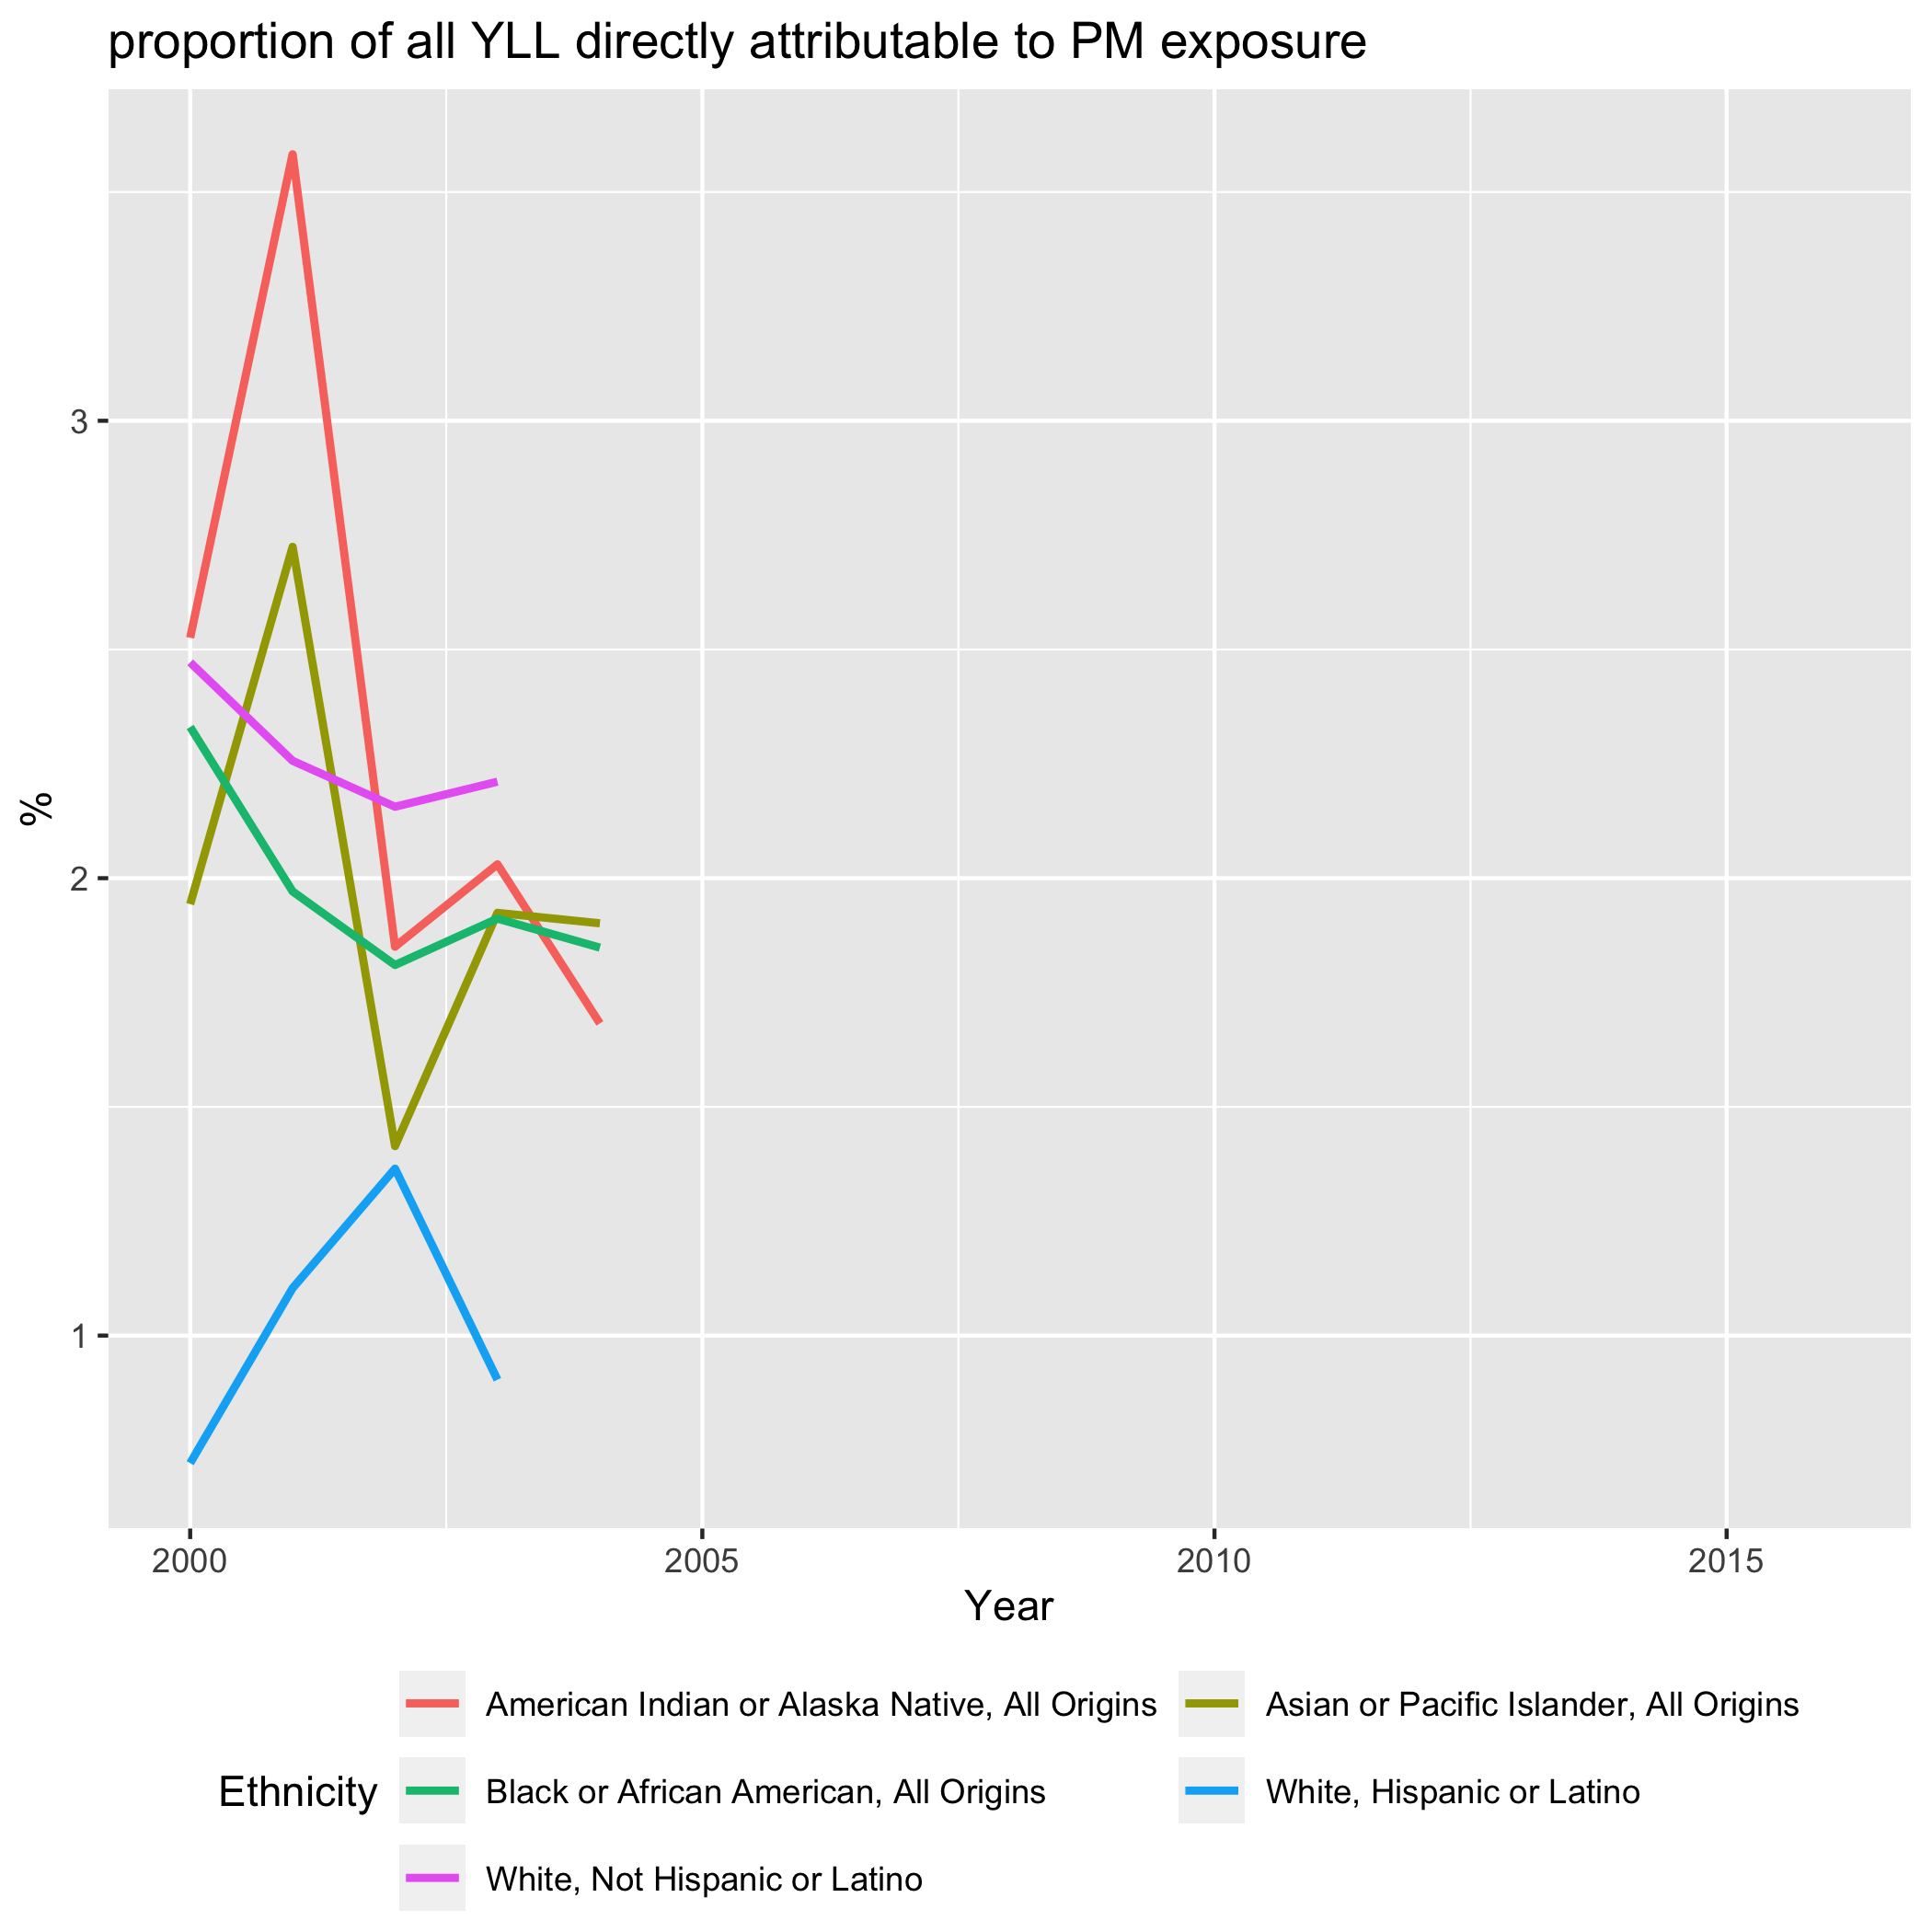 proportion of all YLL directly attributable to PM exposure
%
3
2
1
2000 2005 2010 2015
Year
Ethnicity
American Indian or Alaska Native, All Origins
Asian or Pacific Islander, All Origins
Black or African American, All Origins
White, Hispanic or Latino
White, Not Hispanic or Latino